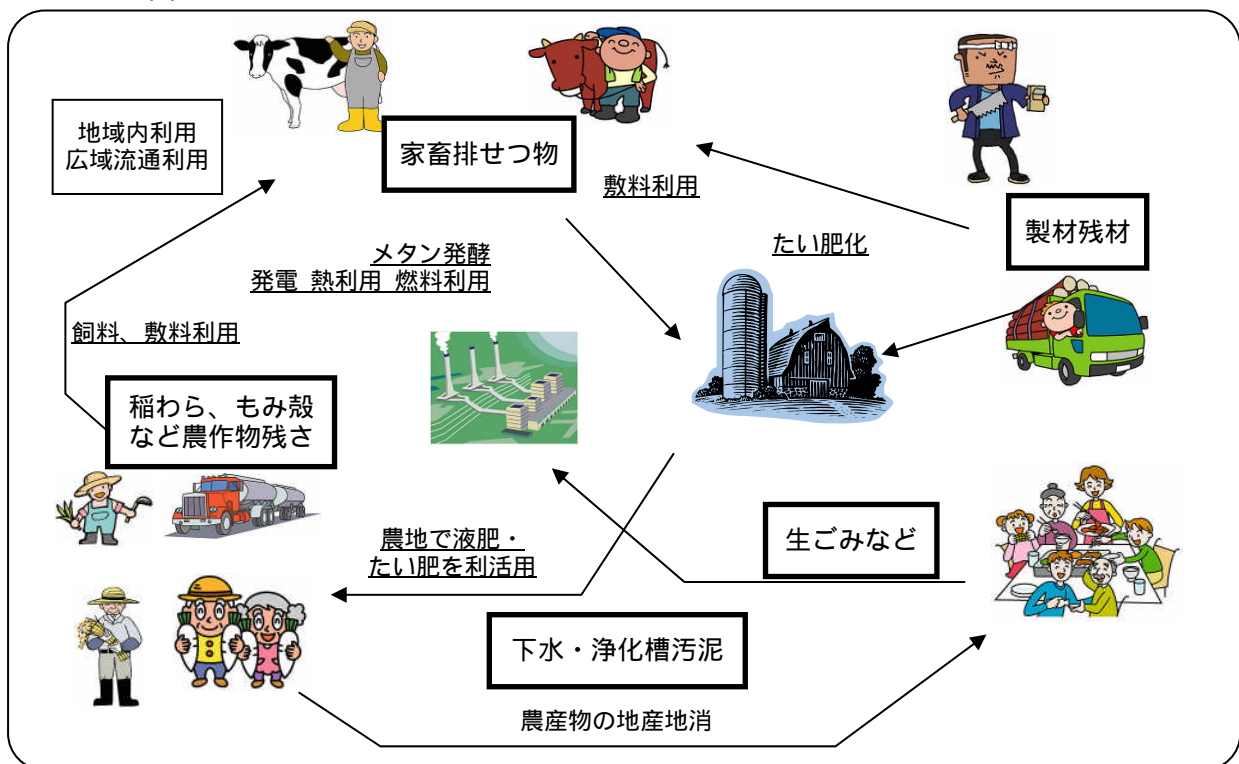 地域内利用
広域流通利用
家畜排せつ物
敷料利用
製材残材
たい肥化
メタン発酵
発電 熱利用 燃料利用
飼料、敷料利用
稲わら、もみ殻
など農作物残さ
生ごみなど
農地で液肥・
たい肥を利活用
下水・浄化槽汚泥
農産物の地産地消